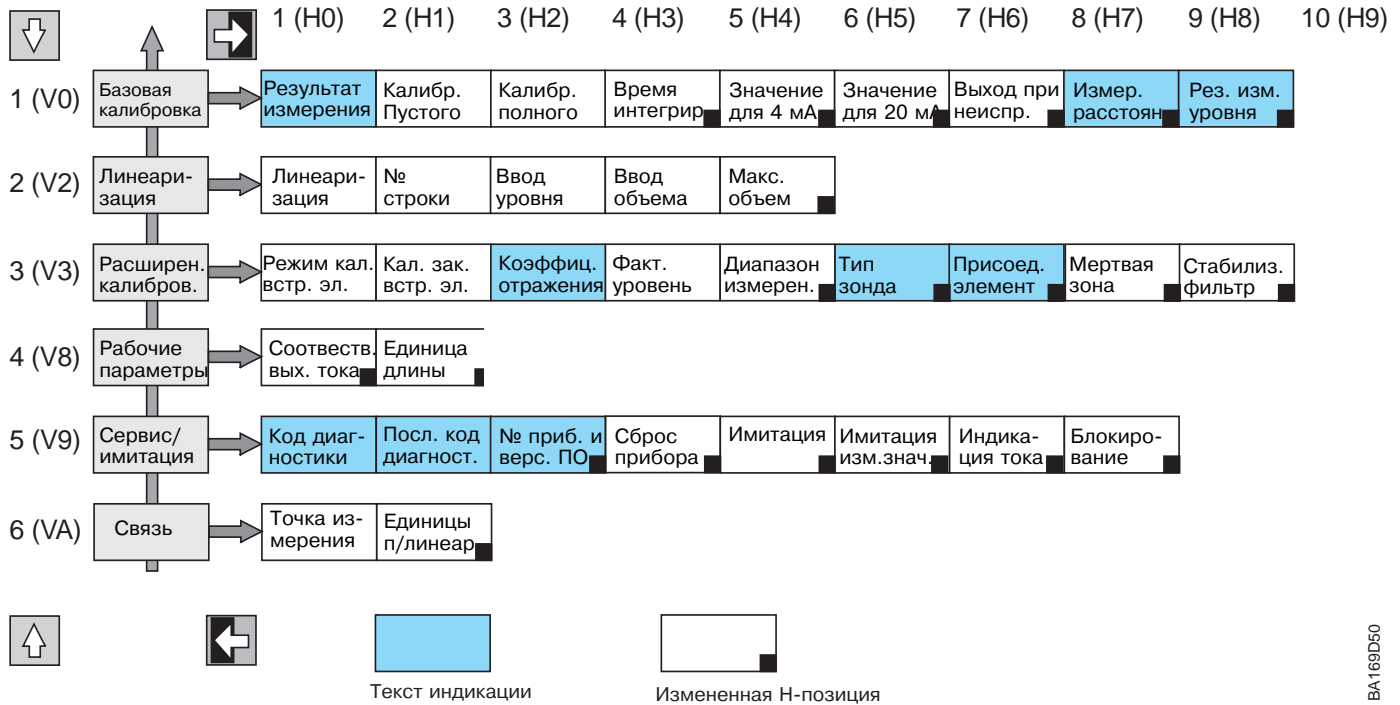 1 (H0) 2 (H1) 3 (H2) 4 (H3) 5 (H4) 6 (H5) 7 (H6) 8 (H7) 9 (H8) 10 (H9)
1 (V0)
Базовая
калибровка
Результат
измерения
Калибр.
Пустого
Калибр.
полного
Время
интегрир
Значение
для 4 мА
Значение
для 20 мА
Выход при
неиспр.
Измер.
расстоян
Рез. изм.
уровня
2 (V2)
Линеари-
зация
Линеари-
зация
№
строки
Ввод
уровня
Ввод
объема
Макс.
объем
3 (V3)
Расширен.
калибров.
Режим кал.
встр. эл.
Кал. зак.
встр. эл.
Коэффиц.
отражения
Факт.
уровень
Диапазон
измерен.
Тип
зонда
Присоед.
элемент
Мертвая
зона
Стабилиз.
фильтр
4 (V8)
Рабочие
параметры
Соотвеств.
вых. тока
Единица
длины
5 (V9)
Сервис/
имитация
Код диаг-
ностики
Посл. код
диагност.
№ приб. и
верс. ПО
Сброс
прибора
Имитация
Имитация
изм.знач.
Индика-
ция тока
Блокиро-
вание
6 (VA)
Связь
Точка из-
мерения
Единицы
п/линеар
Текст индикации
Измененная Н-позиция
BA169D50